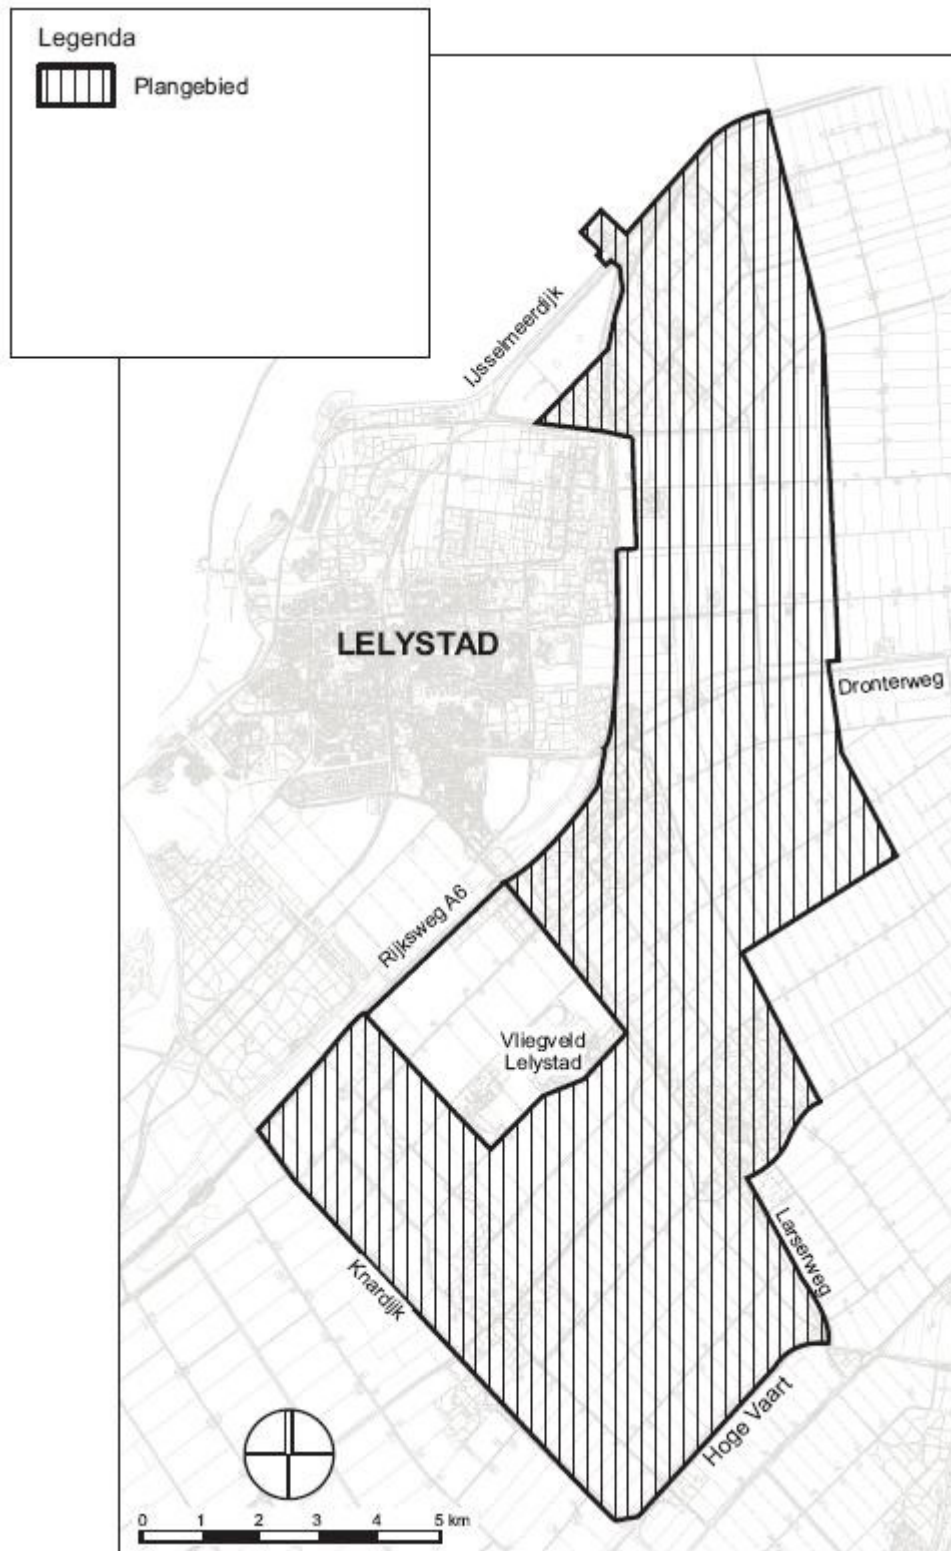 Legenda
Plangebied
IJsselmeerdijk
LELYSTAD
Dronterweg
Rijksweg A6
Vliegveld
Lelystad
Larserweg
Knardijk
Hoge Vaart
0 1 2 3 4 5 km